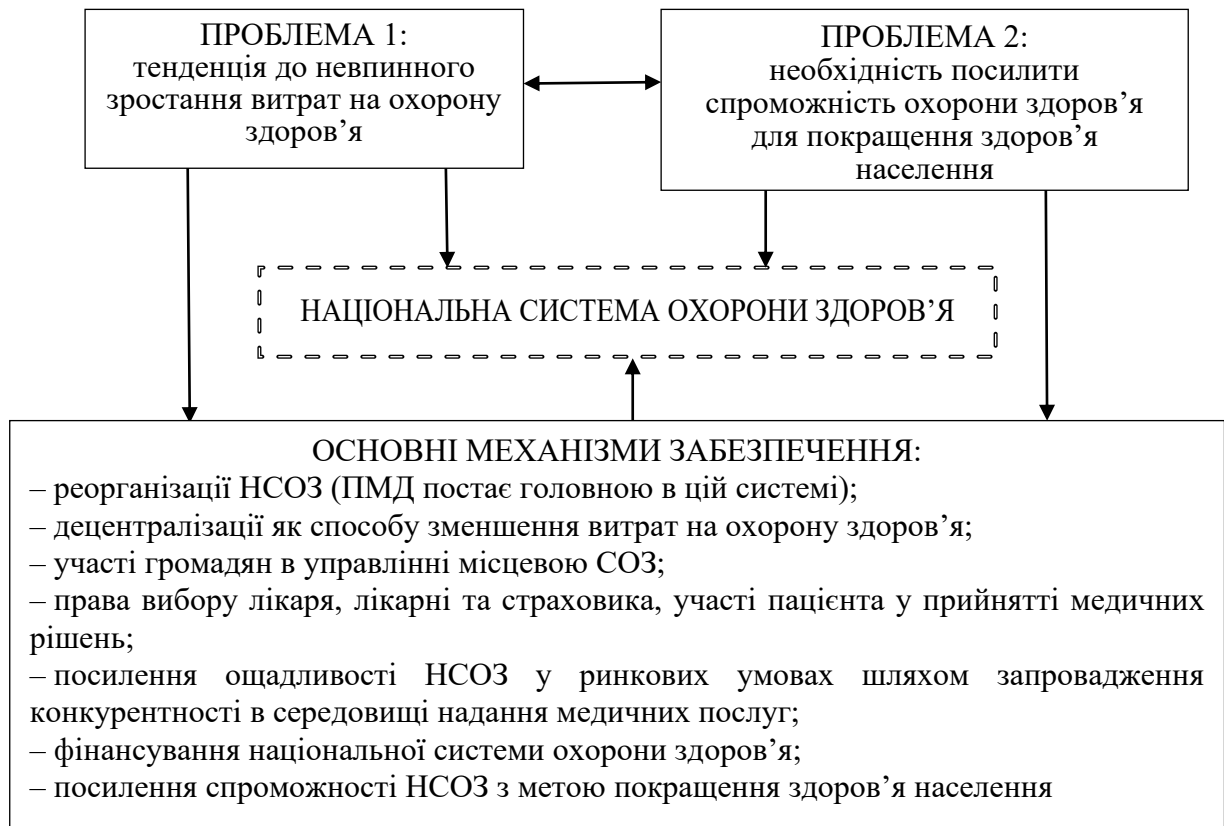 ПРОБЛЕМА 1:
тенденція до невпинного
зростання витрат на охорону
здоров’я
ПРОБЛЕМА 2:
необхідність посилити
спроможність охорони здоров’я
для покращення здоров’я
населення
НАЦІОНАЛЬНА СИСТЕМА ОХОРОНИ ЗДОРОВ’Я
ОСНОВНІ МЕХАНІЗМИ ЗАБЕЗПЕЧЕННЯ:
– реорганізації НСОЗ (ПМД постає головною в цій системі);
– децентралізації як способу зменшення витрат на охорону здоров’я;
– участі громадян в управлінні місцевою СОЗ;
– права вибору лікаря, лікарні та страховика, участі пацієнта у прийнятті медичних
рішень;
– посилення ощадливості НСОЗ у ринкових умовах шляхом запровадження
конкурентності в середовищі надання медичних послуг;
– фінансування національної системи охорони здоров’я;
– посилення спроможності НСОЗ з метою покращення здоров’я населення